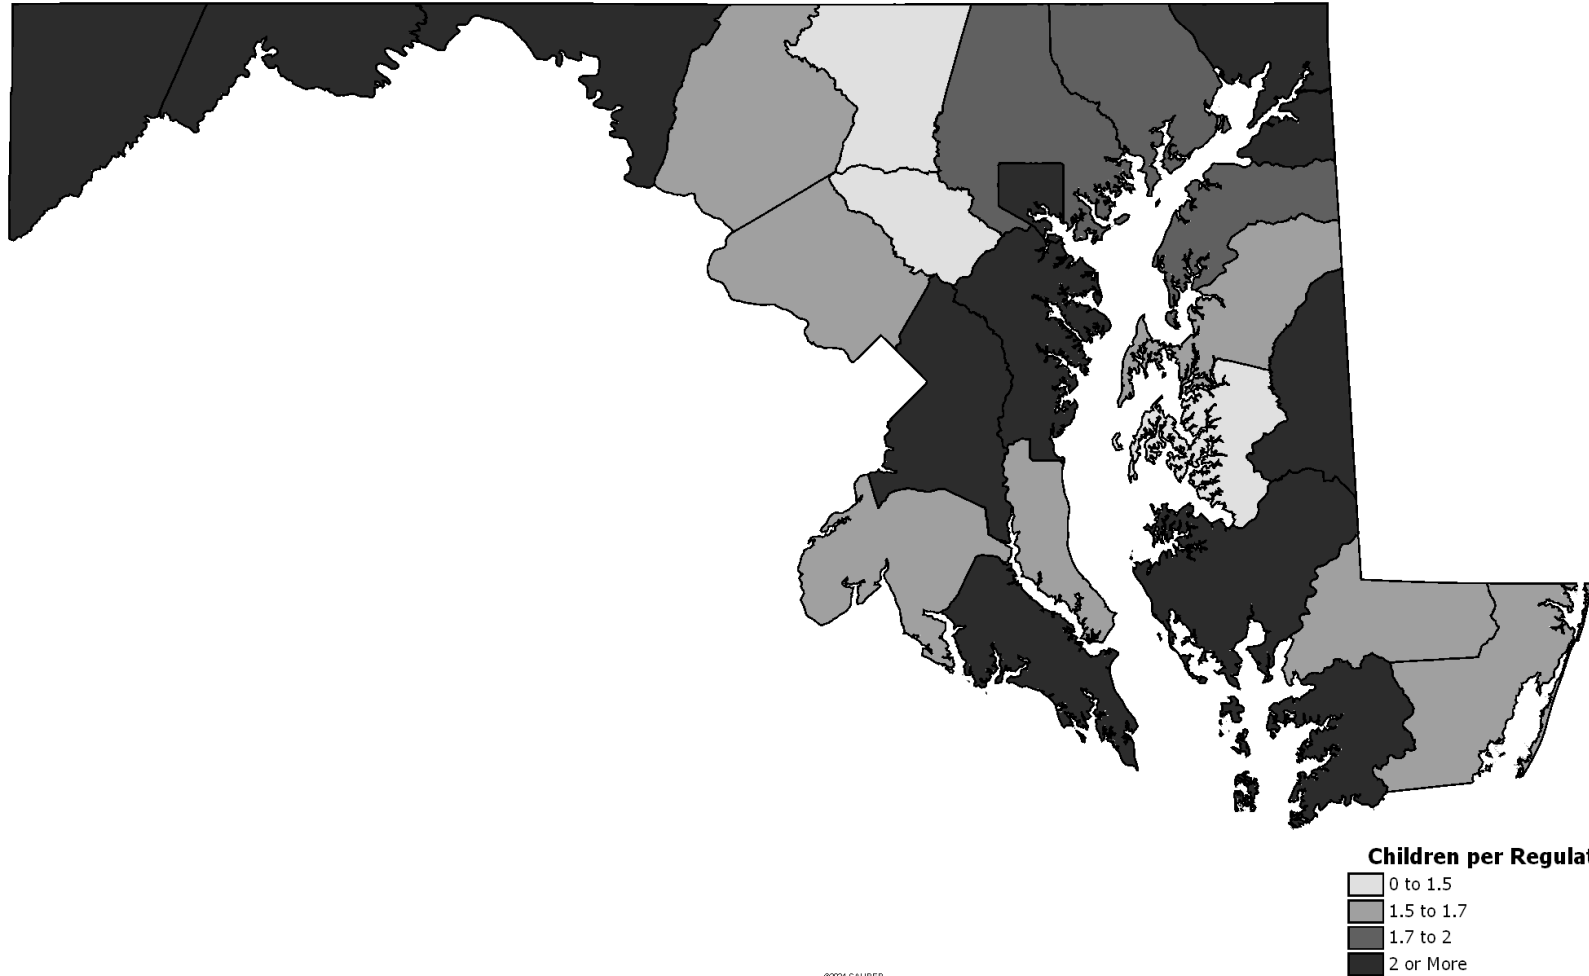 Children per Regulat
0 to 1.5
1.5 to 1.7
1.7 to 2
2 or More